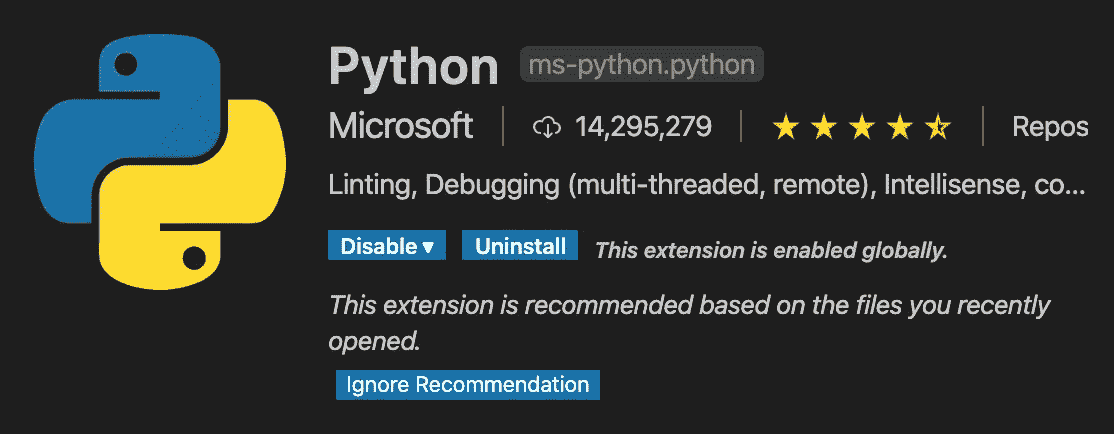 Python ms-python.python
Microsoft 14,295,279 Repos
Linting, Debugging (multi-threaded, remote), Intellisense, co...
Disable Uninstall This extension is enabled globally.
This extension is recommended based on the files you recently
opened.
Ignore Recommendation